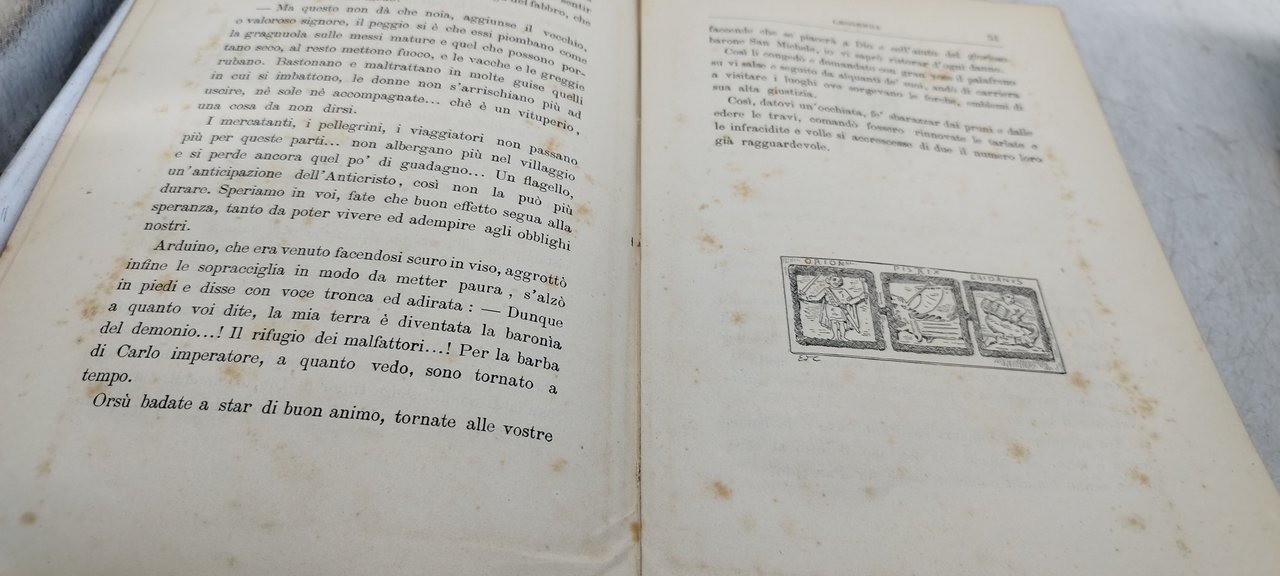 del fabbro, che
— Ma questo non dà che noia, aggiunse il vecchio,
o valoroso signore, il peggio si è che essi piombano come
la gragnuola sulle messi mature e quel che possono por-
tano seco, al resto mettono fuoco, e le vacche e le greggie
rubano. Bastonano e maltrattano in molte guise quelli
in cui si imbattono, le donne non s'arrischiano più ad
uscire, nè sole nè accompagnate... chè è un vituperio,
una cosa da non dirsi.
I mercatanti, i pellegrini, i viaggiatori non passano
più per queste parti... non albergano più nel villaggio
e si perde ancora quel po' di guadagno... Un flagello,
un'anticipazione dell'Anticristo, così non la può più
durare. Speriamo in voi, fate che buon effetto segua alla
speranza, tanto da poter vivere ed adempire agli obblighi
nostri.
Arduino, che era venuto facendosi scuro in viso, aggrottò
infine le sopracciglia in modo da metter paura, s'alzò
in piedi e disse con voce tronca ed adirata: — Dunque
a quanto voi dite, la mia terra è diventata la baronìa
del demonio...! Il rifugio dei malfattori...! Per la barba
di Carlo imperatore, a quanto vedo, sono tornato a
tempo.
Orsù badate a star di buon animo, tornate alle vostre
LEGGENDA
faccende che se piacerà a Dio e coll'aiuto del glorioso
barone San Michele, io vi saprò ristorar d'ogni danno.
Così li congedò e domandato con gran voce il palafreno
su vi salse e seguito da alquanti de' suoi, andò di carriera
a visitare i luoghi ove sorgevano le forche, emblemi di
sua alta giustizia.
Così, datovi un'occhiata, fe' sbarazzar dai pruni e dalle
edere le travi, comandò fossero rinnovate le tarlate e
le infracidite e volle si accrescesse di due il numero loro
già ragguardevole.
ORION
PISRIX
ERIDANVS